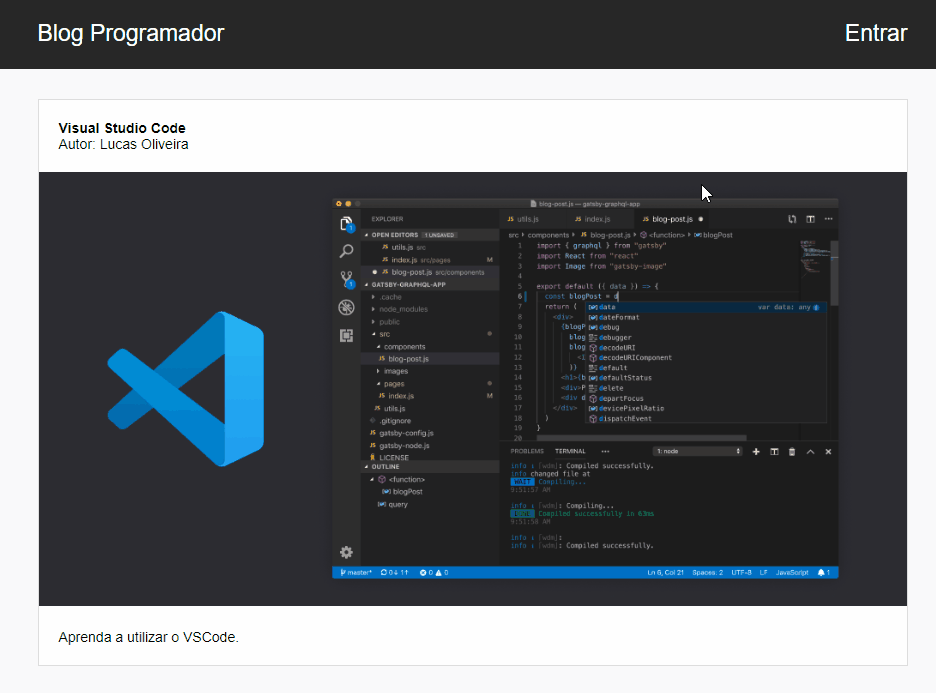 Blog Programador
Entrar
Visual Studio Code
Autor: Lucas Oliveira
blog-post.js — gatsby-graphql-app
EXPLORER
OPEN EDITORS 1 UNSAVED
JS utils.js src
JS index.js src/pages M
JS blog-post.js src/components
GATSBY-GRAPHQL-APP
.cache
node_modules
public
src
components
JS blog-post.js
images
pages
JS index.js M
JS utils.js
.gitignore
JS gatsby-config.js
JS gatsby-node.js
LICENSE
OUTLINE
<function>
blogPost
query
JS utils.js
JS index.js
JS blog-post.js
src components JS blog-post.js <function> blogPost
1 import { graphql } from "gatsby"
2 import React from "react"
3 import Image from "gatsby-image"
4
5 export default ({ data }) => {
6 const blogPost = d
7 return (
8 <div>
9 {blogP
10 blog
11 blog
12 <I
13 )}
14 <h1>{b
15 <div>P
16 <div d
17 </div>
18 )
19 }
20
data var data: any
dateFormat
debug
debugger
decodeURI
decodeURIComponent
default
defaultStatus
delete
departFocus
devicePixelRatio
dispatchEvent
PROBLEMS TERMINAL ••• 1: node
info : [wdm]: Compiled successfully.
info changed file at
WAIT Compiling...
9:51:57 AM
info : [wdm]: Compiling...
DONE Compiled successfully in 63ms
9:51:58 AM
info : [wdm]:
info : [wdm]: Compiled successfully.
master* 0↓ 1↑ 0 0 Ln 6, Col 21 Spaces: 2 UTF-8 LF JavaScript 1
Aprenda a utilizar o VSCode.